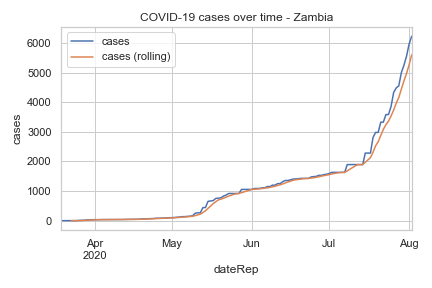 COVID-19 cases over time - Zambia
cases
cases (rolling)
6000
5000
4000
3000
2000
1000
0
cases
Apr
2020
May
Jun
Jul
Aug
dateRep